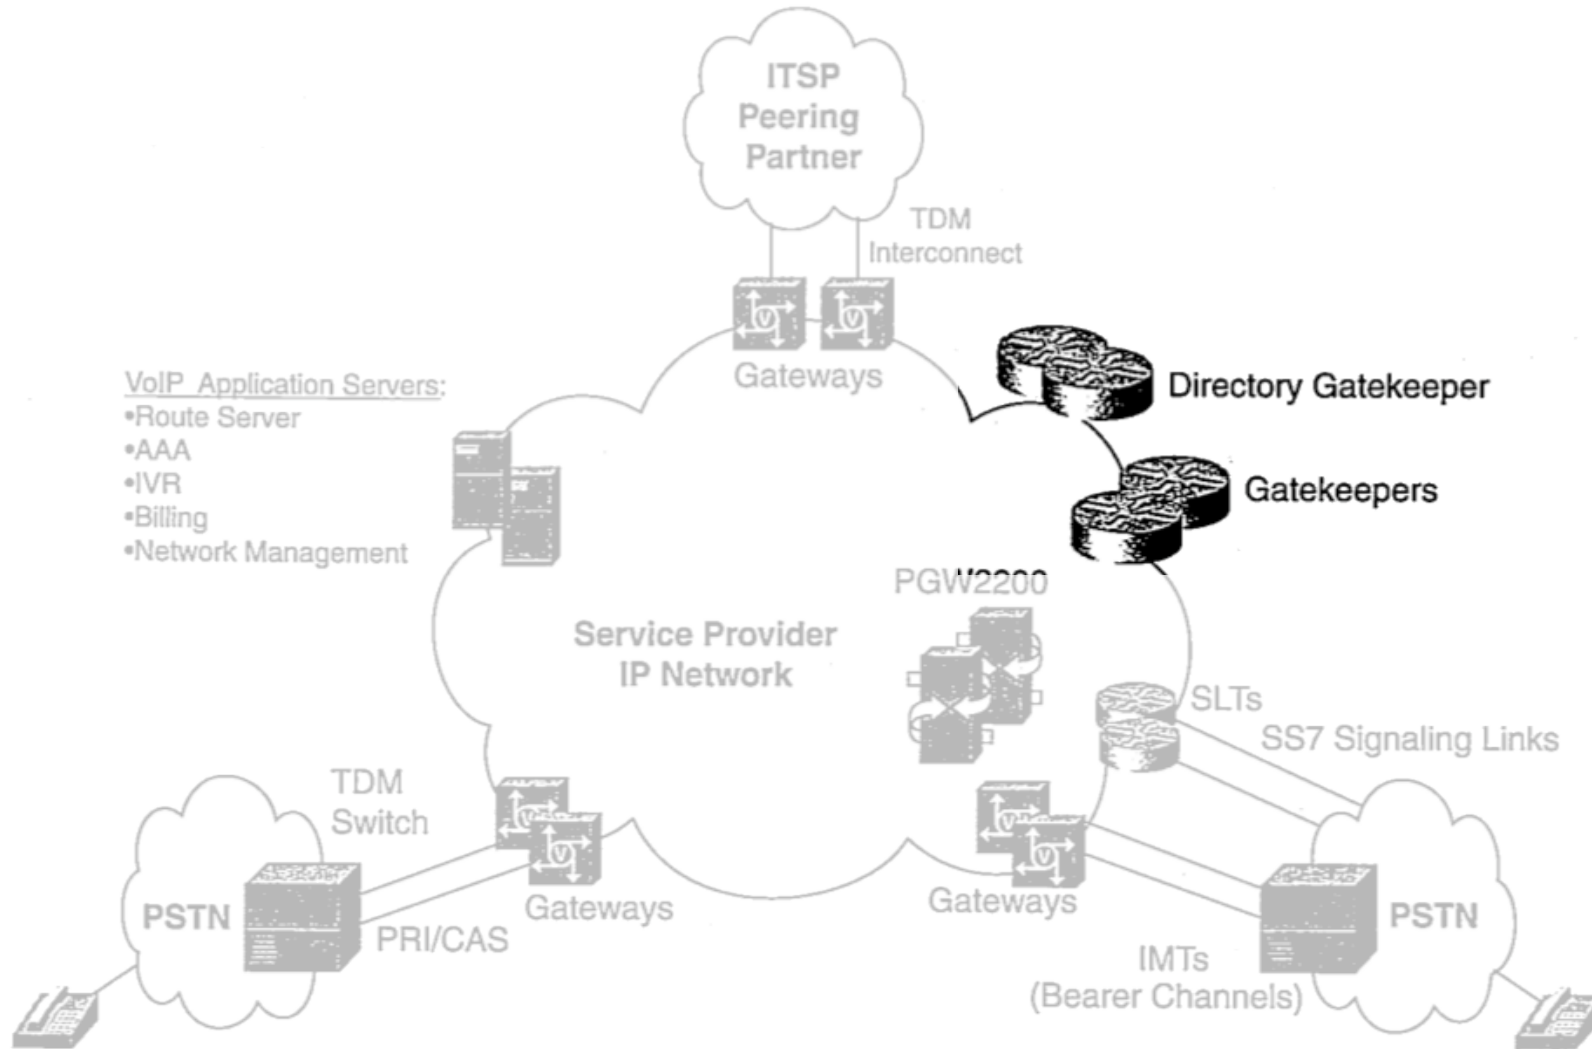 ITSP
Peering
Partner
TDM
Interconnect
Gateways
Directory Gatekeeper
Gatekeepers
VoIP Application Servers:
•Route Server
•AAA
•IVR
•Billing
•Network Management
PGW2200
Service Provider
IP Network
SLTs
SS7 Signaling Links
TDM
Switch
PSTN
PRI/CAS
Gateways
Gateways
PSTN
IMTs
(Bearer Channels)
V
V
V
V
V
V